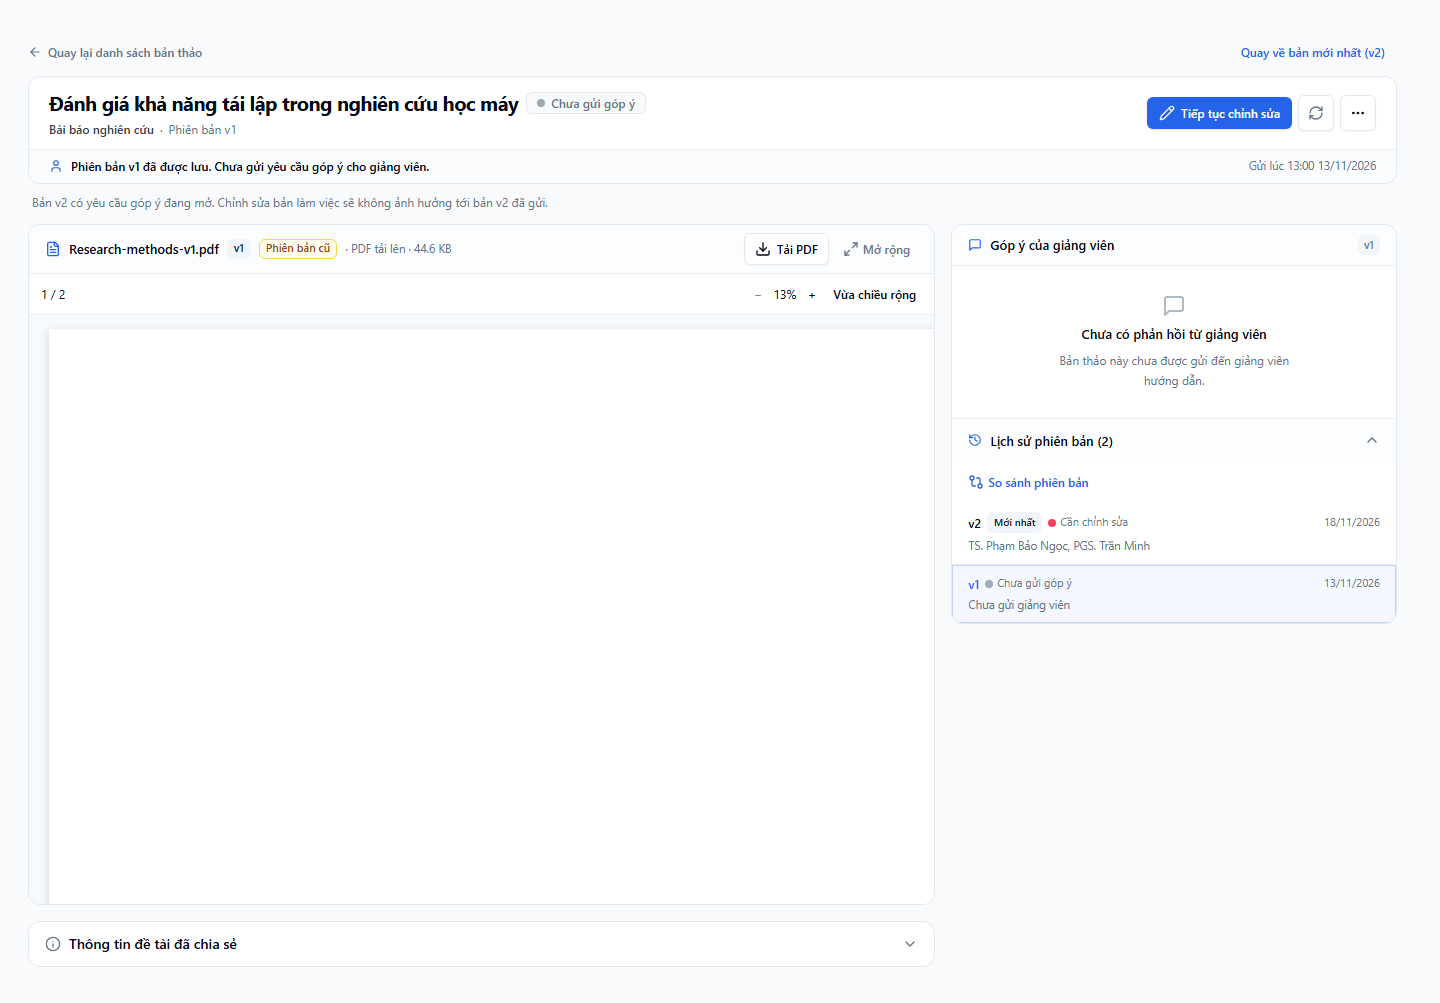 Quay lại danh sách bản thảo
Quay về bản mới nhất (v2)
Đánh giá khả năng tái lập trong nghiên cứu học máy
Chưa gửi góp ý
Bài báo nghiên cứu · Phiên bản v1
Tiếp tục chỉnh sửa
Phiên bản v1 đã được lưu. Chưa gửi yêu cầu góp ý cho giảng viên.
Gửi lúc 13:00 13/11/2026
Bản v2 có yêu cầu góp ý đang mở. Chỉnh sửa bản làm việc sẽ không ảnh hưởng tới bản v2 đã gửi.
Research-methods-v1.pdf v1 Phiên bản cũ · PDF tải lên · 44.6 KB
Tải PDF
Mở rộng
1 / 2
− 13% + Vừa chiều rộng
Góp ý của giảng viên v1
Chưa có phản hồi từ giảng viên
Bản thảo này chưa được gửi đến giảng viên
hướng dẫn.
Lịch sử phiên bản (2)
So sánh phiên bản
v2 Mới nhất Cần chỉnh sửa 18/11/2026
TS. Phạm Bảo Ngọc, PGS. Trần Minh
v1 Chưa gửi góp ý 13/11/2026
Chưa gửi giảng viên
Thông tin đề tài đã chia sẻ